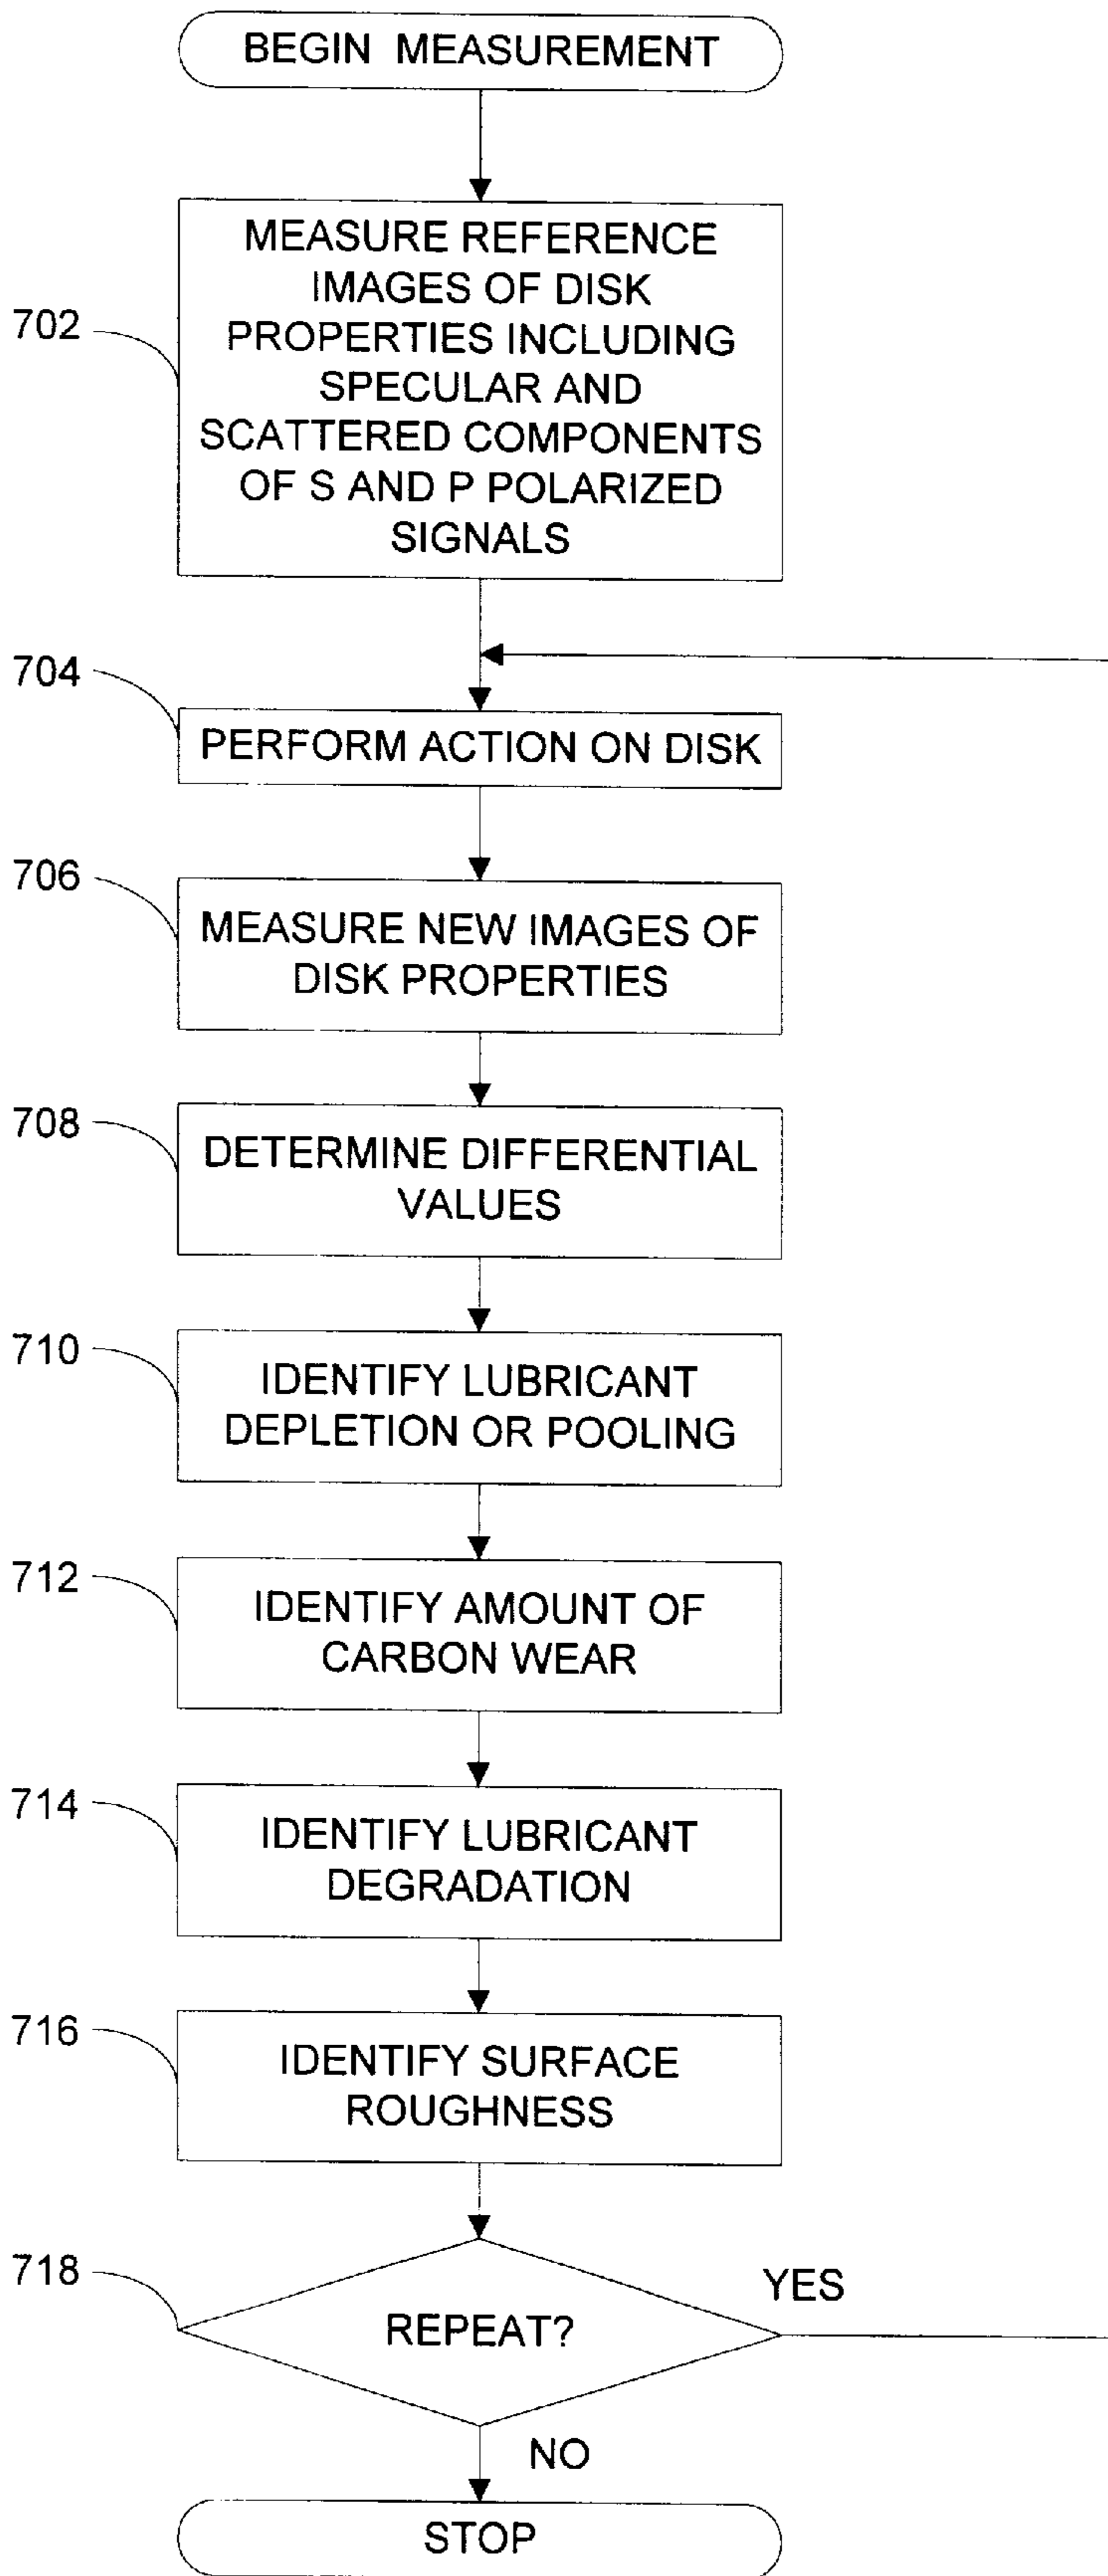 BEGIN MEASUREMENT
702
MEASURE REFERENCE
IMAGES OF DISK
PROPERTIES INCLUDING
SPECULAR AND
SCATTERED COMPONENTS
OF S AND P POLARIZED
SIGNALS
704
PERFORM ACTION ON DISK
706
MEASURE NEW IMAGES OF
DISK PROPERTIES
708
DETERMINE DIFFERENTIAL
VALUES
710
IDENTIFY LUBRICANT
DEPLETION OR POOLING
712
IDENTIFY AMOUNT OF
CARBON WEAR
714
IDENTIFY LUBRICANT
DEGRADATION
716
IDENTIFY SURFACE
ROUGHNESS
718
REPEAT?
YES
NO
STOP